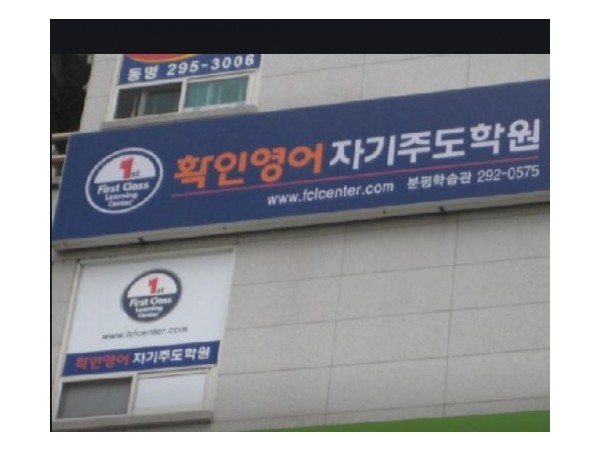 동명 295-3006
1st
First Class
Learning
Center
확인영어 자기주도학원
www.fclcenter.com 분평학습관 292-0575
1st
First Class
Learning
Center
www.fclcenter.com
확인영어 자기주도학원